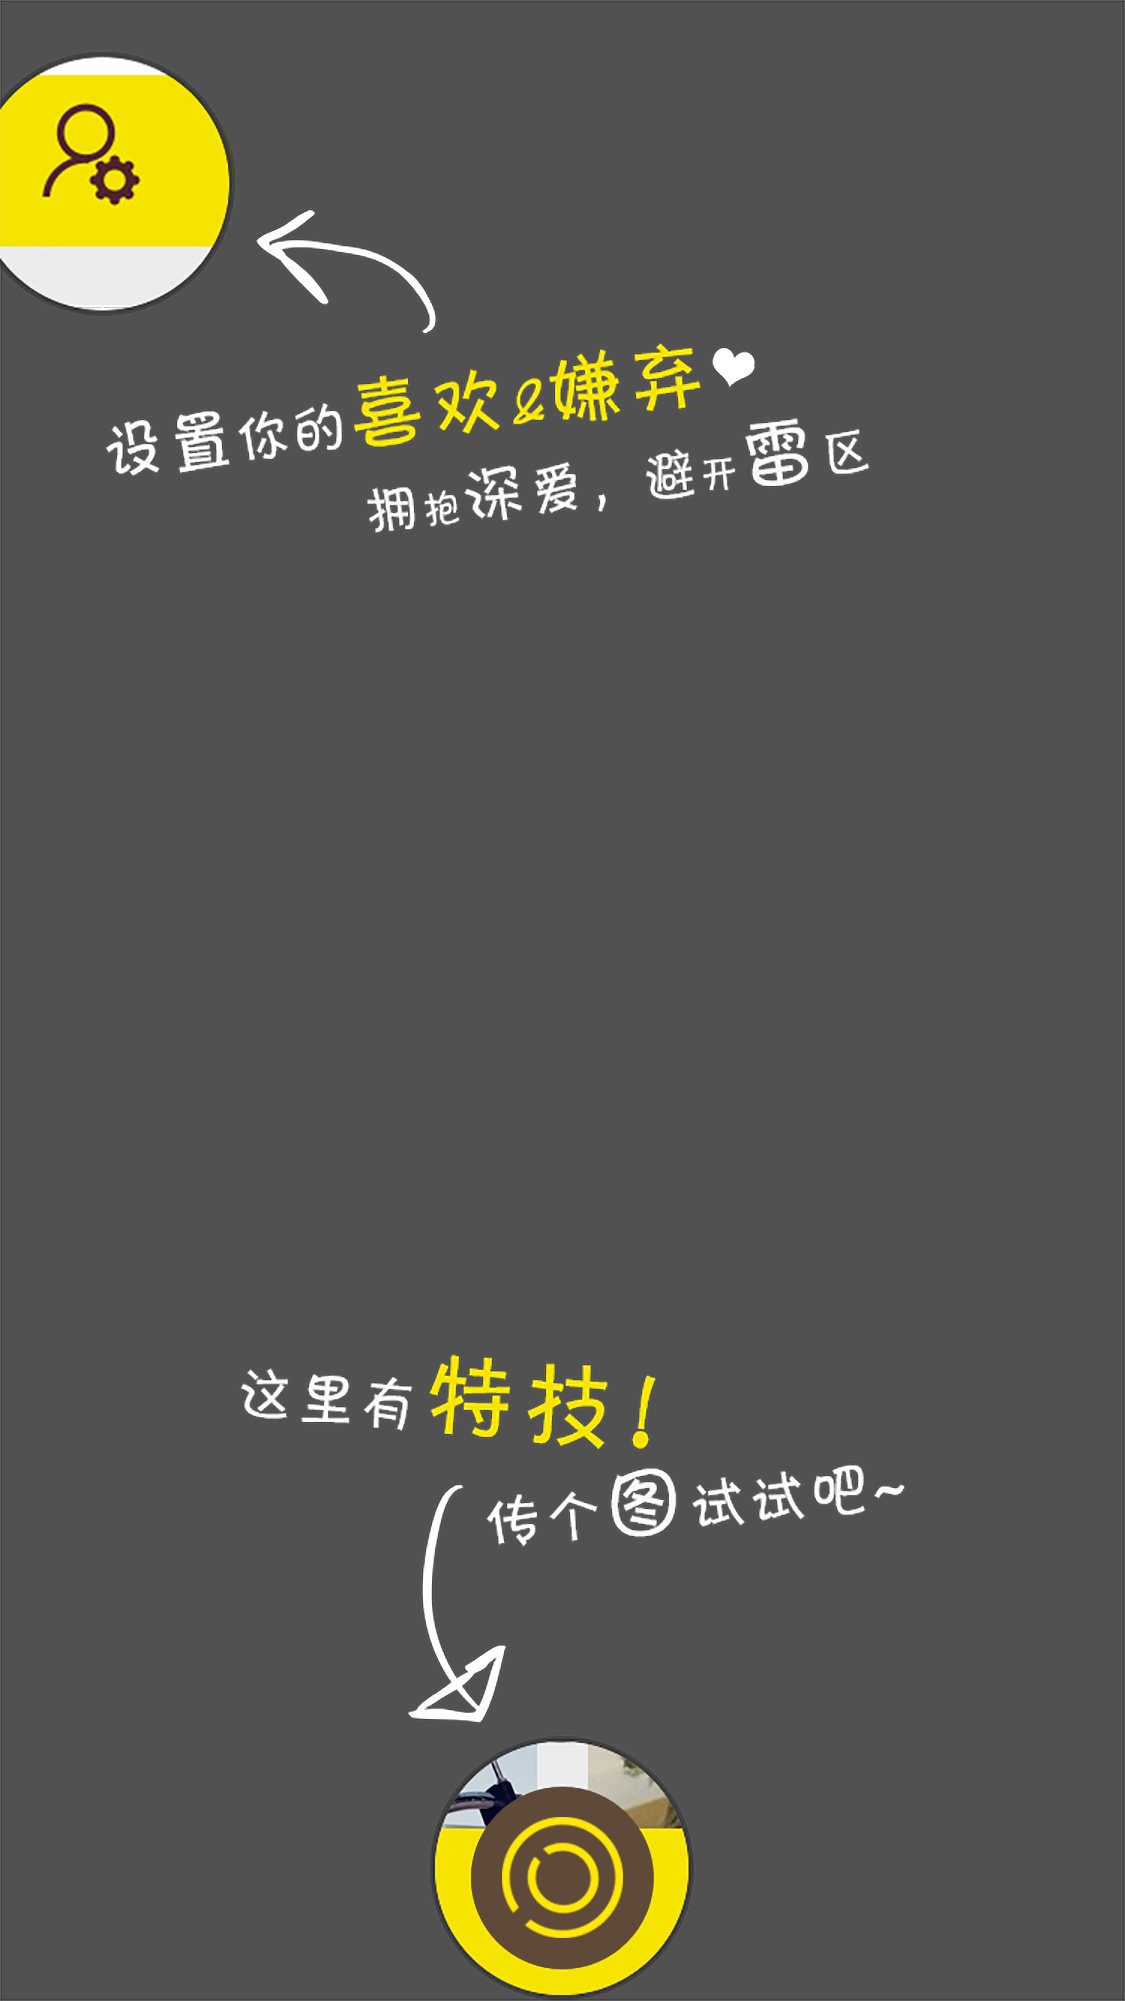 设置你的喜欢&嫌弃❤
拥抱深爱，避开雷区
这里有特技！
传个图试试吧~